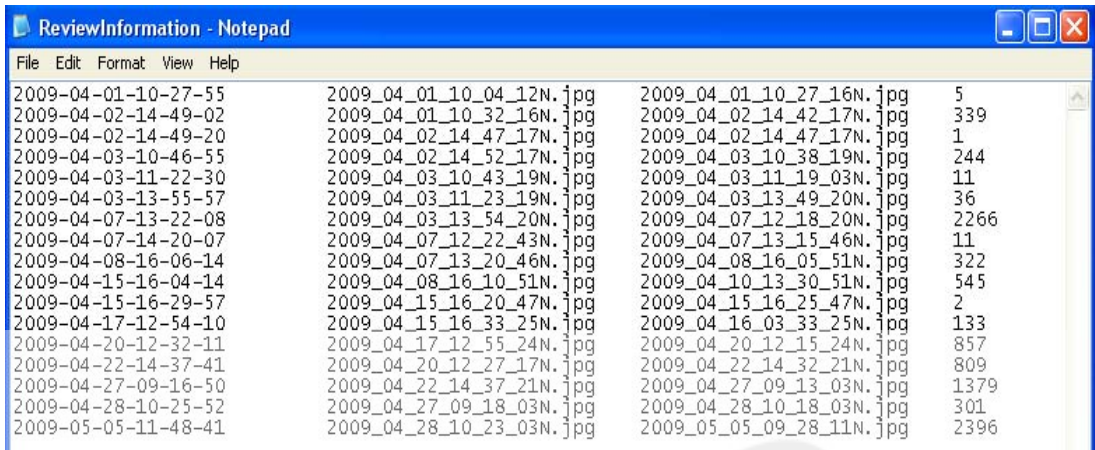 ReviewInformation - Notepad
File Edit Format View Help
2009-04-01-10-27-55 2009_04_01_10_04_12N.jpg 2009_04_01_10_27_16N.jpg 5
2009-04-02-14-49-02 2009_04_01_10_32_16N.jpg 2009_04_02_14_42_17N.jpg 339
2009-04-02-14-49-20 2009_04_02_14_47_17N.jpg 2009_04_02_14_47_17N.jpg 1
2009-04-03-10-46-55 2009_04_02_14_52_17N.jpg 2009_04_03_10_38_19N.jpg 244
2009-04-03-11-22-30 2009_04_03_10_43_19N.jpg 2009_04_03_11_19_03N.jpg 11
2009-04-03-13-55-57 2009_04_03_11_23_19N.jpg 2009_04_03_13_49_20N.jpg 36
2009-04-07-13-22-08 2009_04_03_13_54_20N.jpg 2009_04_07_12_18_20N.jpg 2266
2009-04-07-14-20-07 2009_04_07_12_22_43N.jpg 2009_04_07_13_15_46N.jpg 11
2009-04-08-16-06-14 2009_04_07_13_20_46N.jpg 2009_04_08_16_05_51N.jpg 322
2009-04-15-16-04-14 2009_04_08_16_10_51N.jpg 2009_04_10_13_30_51N.jpg 545
2009-04-15-16-29-57 2009_04_15_16_20_47N.jpg 2009_04_15_16_25_47N.jpg 2
2009-04-17-12-54-10 2009_04_15_16_33_25N.jpg 2009_04_16_03_33_25N.jpg 133
2009-04-20-12-32-11 2009_04_17_12_55_24N.jpg 2009_04_20_12_15_24N.jpg 857
2009-04-22-14-37-41 2009_04_20_12_27_17N.jpg 2009_04_22_14_32_21N.jpg 809
2009-04-27-09-16-50 2009_04_22_14_37_21N.jpg 2009_04_27_09_13_03N.jpg 1379
2009-04-28-10-25-52 2009_04_27_09_18_03N.jpg 2009_04_28_10_18_03N.jpg 301
2009-05-05-11-48-41 2009_04_28_10_23_03N.jpg 2009_05_05_09_28_11N.jpg 2396